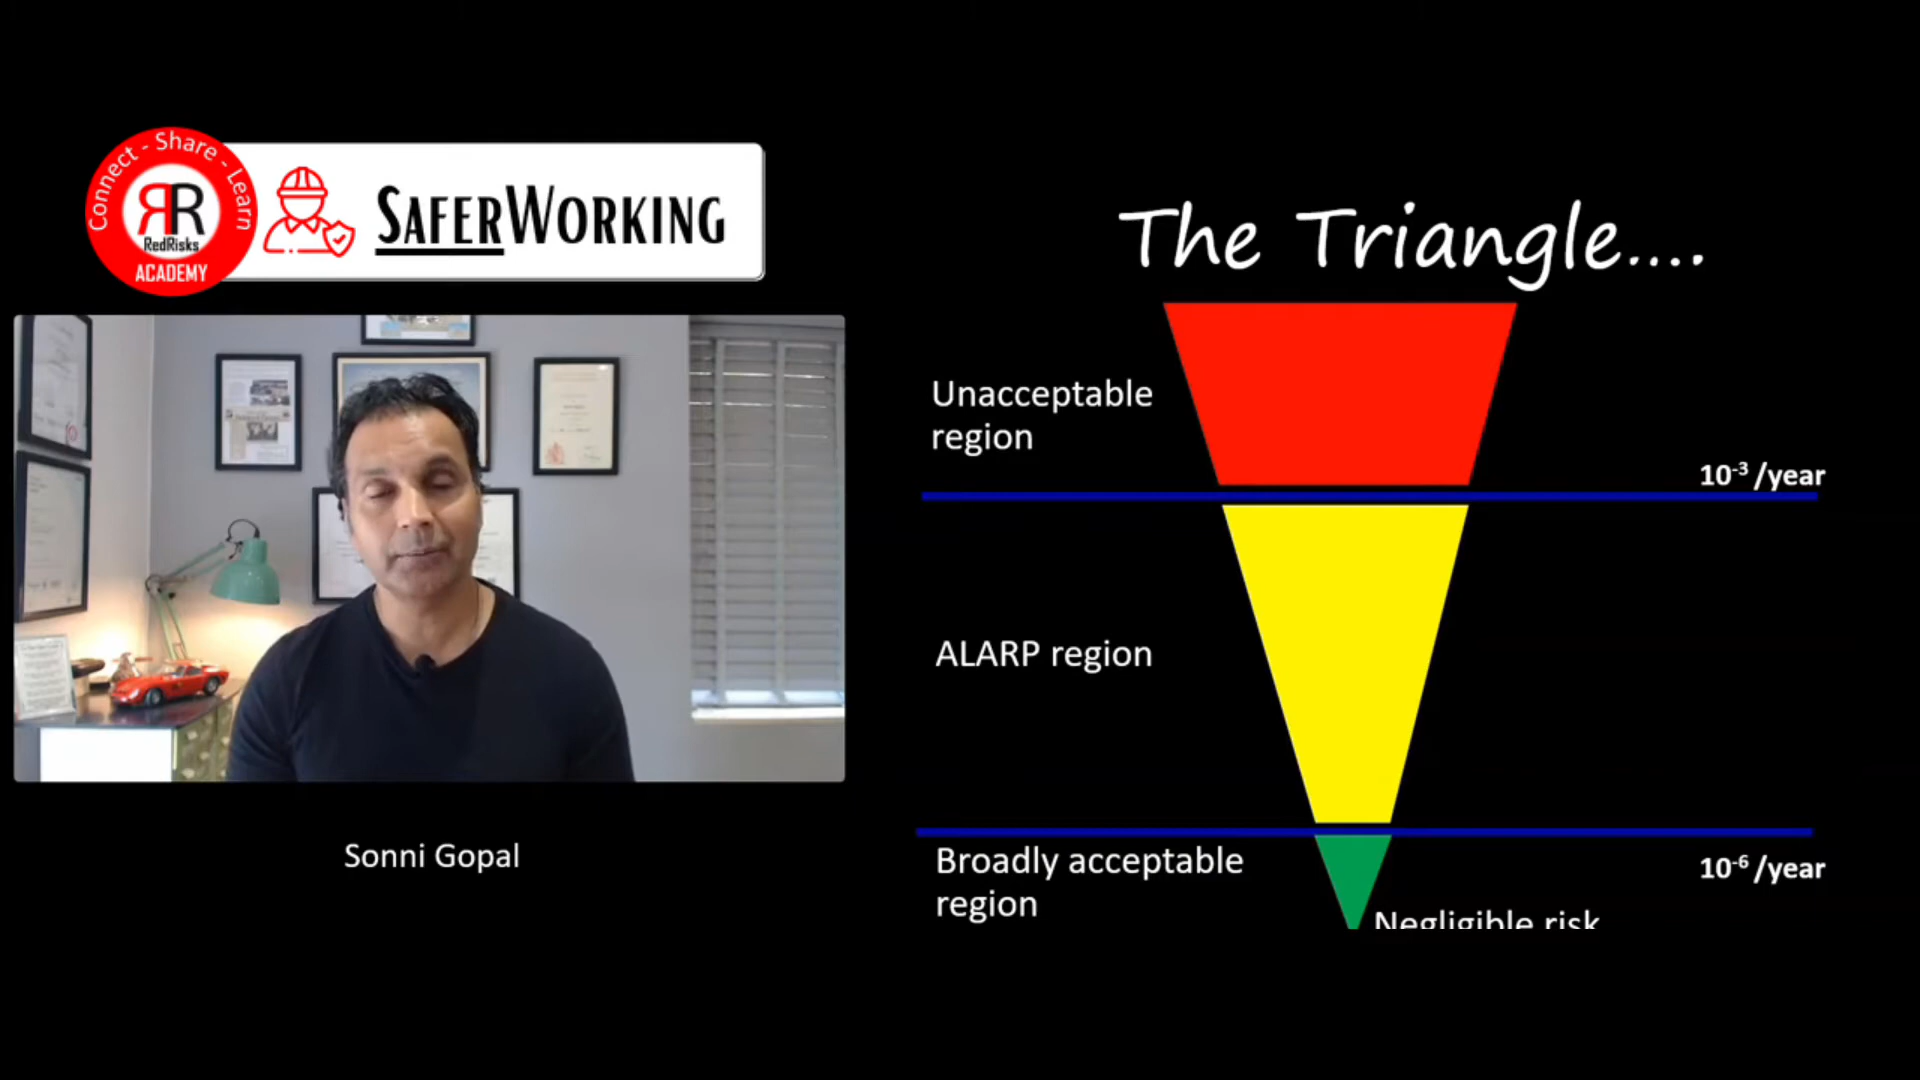 Connect - Share - Learn
RR
RedRisks
ACADEMY
SAFERWORKING
The Triangle....
Unacceptable
region
10-3 /year
ALARP region
Broadly acceptable
region
10-6 /year
Negligible risk
Sonni Gopal